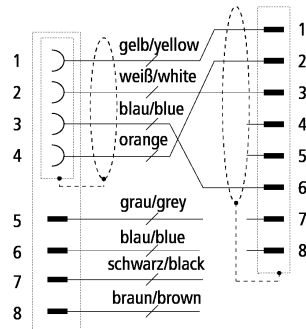 1 gelb/yellow 1
2 weiß/white 2
3 blau/blue 3
4 orange 4
5
6
5 grau/grey 7
6 blau/blue 8
7 schwarz/black
8 braun/brown